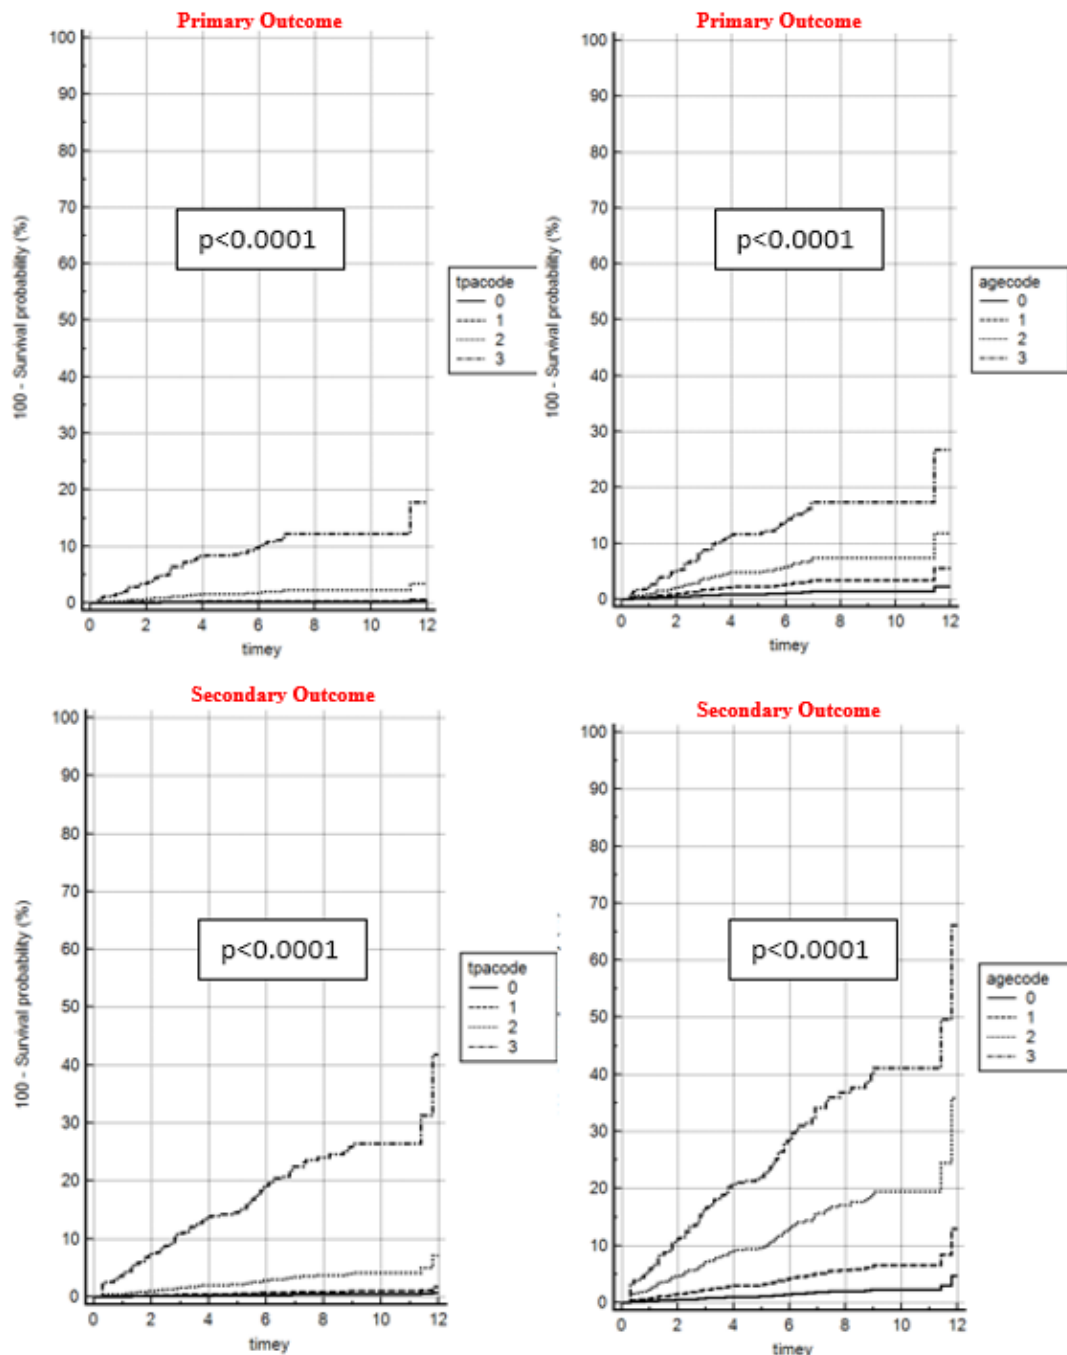 Primary Outcome
100
90
80
70
60
50
40
30
20
10
0
100 - Survival probability (%)
p<0.0001
tpacode
0
1
2
3
0 2 4 6 8 10 12
timey
Primary Outcome
100
90
80
70
60
50
40
30
20
10
0
100 - Survival probability (%)
p<0.0001
agecode
0
1
2
3
0 2 4 6 8 10 12
timey
Secondary Outcome
100
90
80
70
60
50
40
30
20
10
0
100 - Survival probability (%)
p<0.0001
tpacode
0
1
2
3
0 2 4 6 8 10 12
timey
Secondary Outcome
100
90
80
70
60
50
40
30
20
10
0
p<0.0001
agecode
0
1
2
3
0 2 4 6 8 10 12
timey